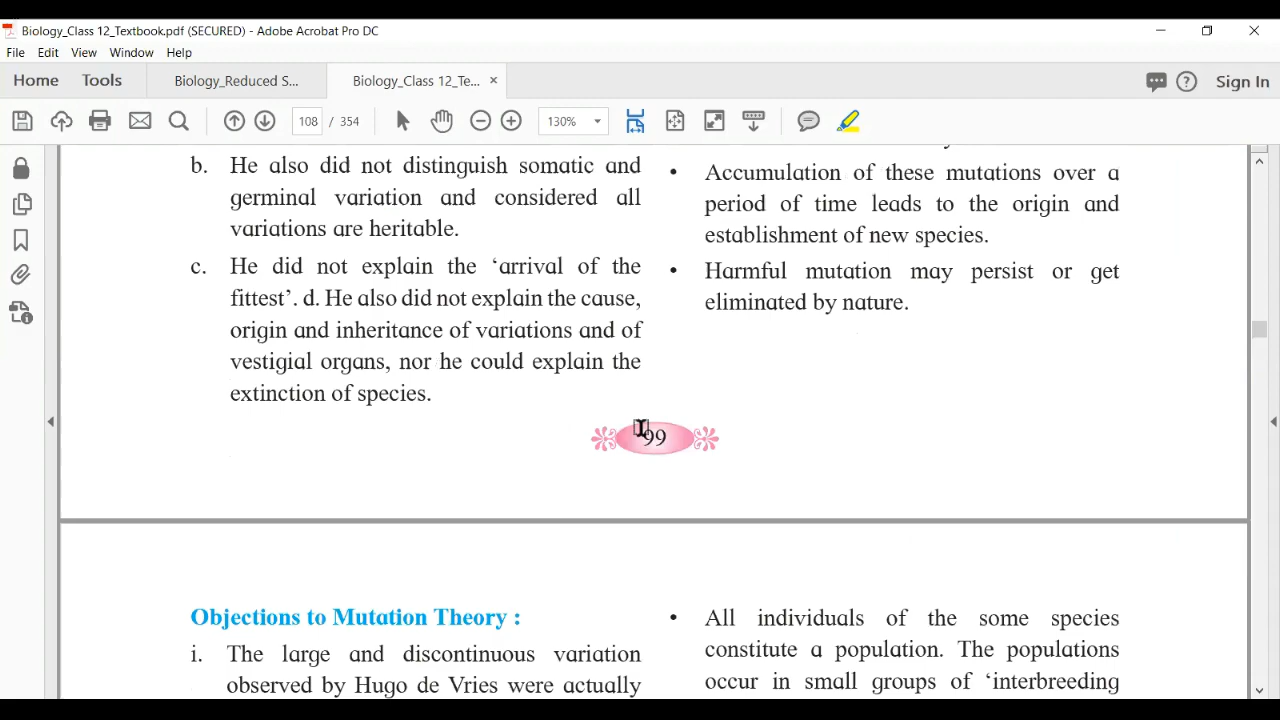 Biology_Class 12_Textbook.pdf (SECURED) - Adobe Acrobat Pro DC
File Edit View Window Help
Home Tools Biology_Reduced S... Biology_Class 12_Te... × Sign In
108 / 354 130%
b. He also did not distinguish somatic and
germinal variation and considered all
variations are heritable.
c. He did not explain the ‘arrival of the
fittest’. d. He also did not explain the cause,
origin and inheritance of variations and of
vestigial organs, nor he could explain the
extinction of species.
• Accumulation of these mutations over a
period of time leads to the origin and
establishment of new species.
• Harmful mutation may persist or get
eliminated by nature.
99
Objections to Mutation Theory :
i. The large and discontinuous variation
observed by Hugo de Vries were actually
• All individuals of the some species
constitute a population. The populations
occur in small groups of ‘interbreeding